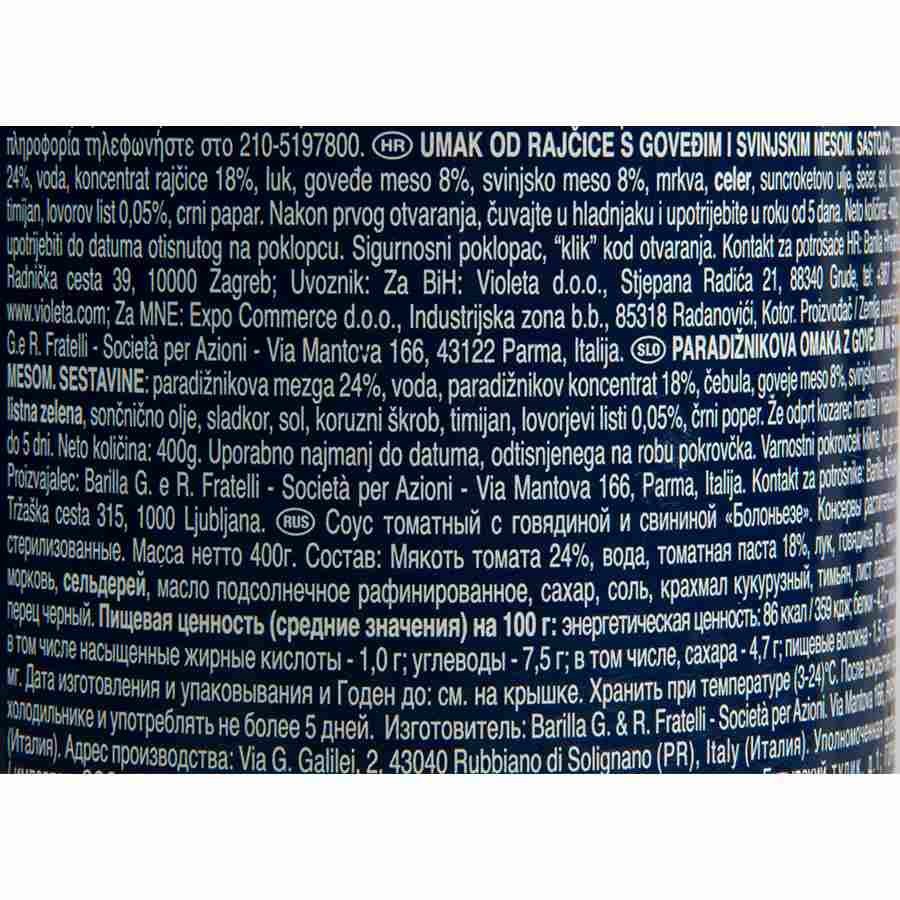 πληροφορία τηλεφωνήστε στο 210-5197800. HR UMAK OD RAJČICE S GOVEĐIM I SVINJSKIM MESOM. SASTOJCI:
24%, voda, koncentrat rajčice 18%, luk, goveđe meso 8%, svinjsko meso 8%, mrkva, celer, suncroketovo ulje, šećer, sol,
timijan, lovorov list 0,05%, crni papar. Nakon prvog otvaranja, čuvajte u hladnjaku i upotrijebite u roku od 5 dana. Neto količina:
upotrijebiti do datuma otisnutog na poklopcu. Sigurnosni poklopac, “klik” kod otvaranja. Kontakt za potrošače HR: Barilla
Radnička cesta 39, 10000 Zagreb; Uvoznik: Za BiH: Violeta d.o.o., Stjepana Radića 21, 88340 Grude, tel: +387
www.violeta.com; Za MNE: Expo Commerce d.o.o., Industrijska zona b.b., 85318 Radanovići, Kotor. Proizvođač / Zemlja
G.e R. Fratelli - Società per Azioni - Via Mantova 166, 43122 Parma, Italija. SLO PARADIŽNIKOVA OMAKA Z GOVEJIM IN
MESOM. SESTAVINE: paradižnikova mezga 24%, voda, paradižnikov koncentrat 18%, čebula, goveje meso 8%, svinjsko meso
listna zelena, sončnično olje, sladkor, sol, koruzni škrob, timijan, lovorjevi listi 0,05%, črni poper. Že odprt kozarec hranite v
do 5 dni. Neto količina: 400g. Uporabno najmanj do datuma, odtisnjenega na robu pokrovčka. Varnostni pokrovček klikne, ko
Proizvajalec: Barilla G. e R. Fratelli - Società per Azioni - Via Mantova 166, Parma, Italija. Kontakt za potrošnike: Barilla,
Tržaška cesta 315, 1000 Ljubljana. RUS Соус томатный с говядиной и свининой «Болоньезе». Консервы растительные
стерилизованные. Масса нетто 400г. Состав: Мякоть томата 24%, вода, томатная паста 18%, лук, говядина 8%,
морковь, сельдерей, масло подсолнечное рафинированное, сахар, соль, крахмал кукурузный, тимьян, лист
перец черный. Пищевая ценность (средние значения) на 100 г: энергетическая ценность: 86 ккал / 359 кдж; белки -
в том числе насыщенные жирные кислоты - 1,0 г; углеводы - 7,5 г; в том числе, сахара - 4,7 г; пищевые волокна - 1,5 г;
мг. Дата изготовления и упаковывания и Годен до: см. на крышке. Хранить при температуре (3-24)°С. После
холодильнике и употреблять не более 5 дней. Изготовитель: Barilla G. & R. Fratelli - Società per Azioni. Via Mantova 166,
(Италия). Адрес производства: Via G. Galilei, 2, 43040 Rubbiano di Solignano (PR), Italy (Италия). Уполномоченная